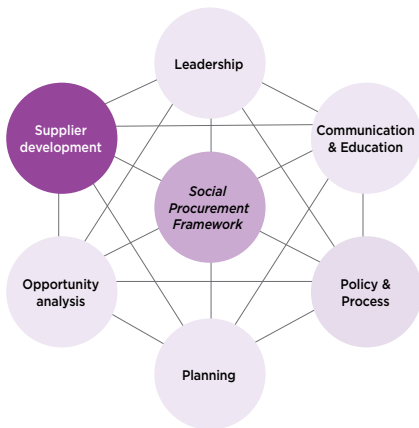 Leadership
Supplier
development
Communication
& Education
Social
Procurement
Framework
Opportunity
analysis
Policy &
Process
Planning